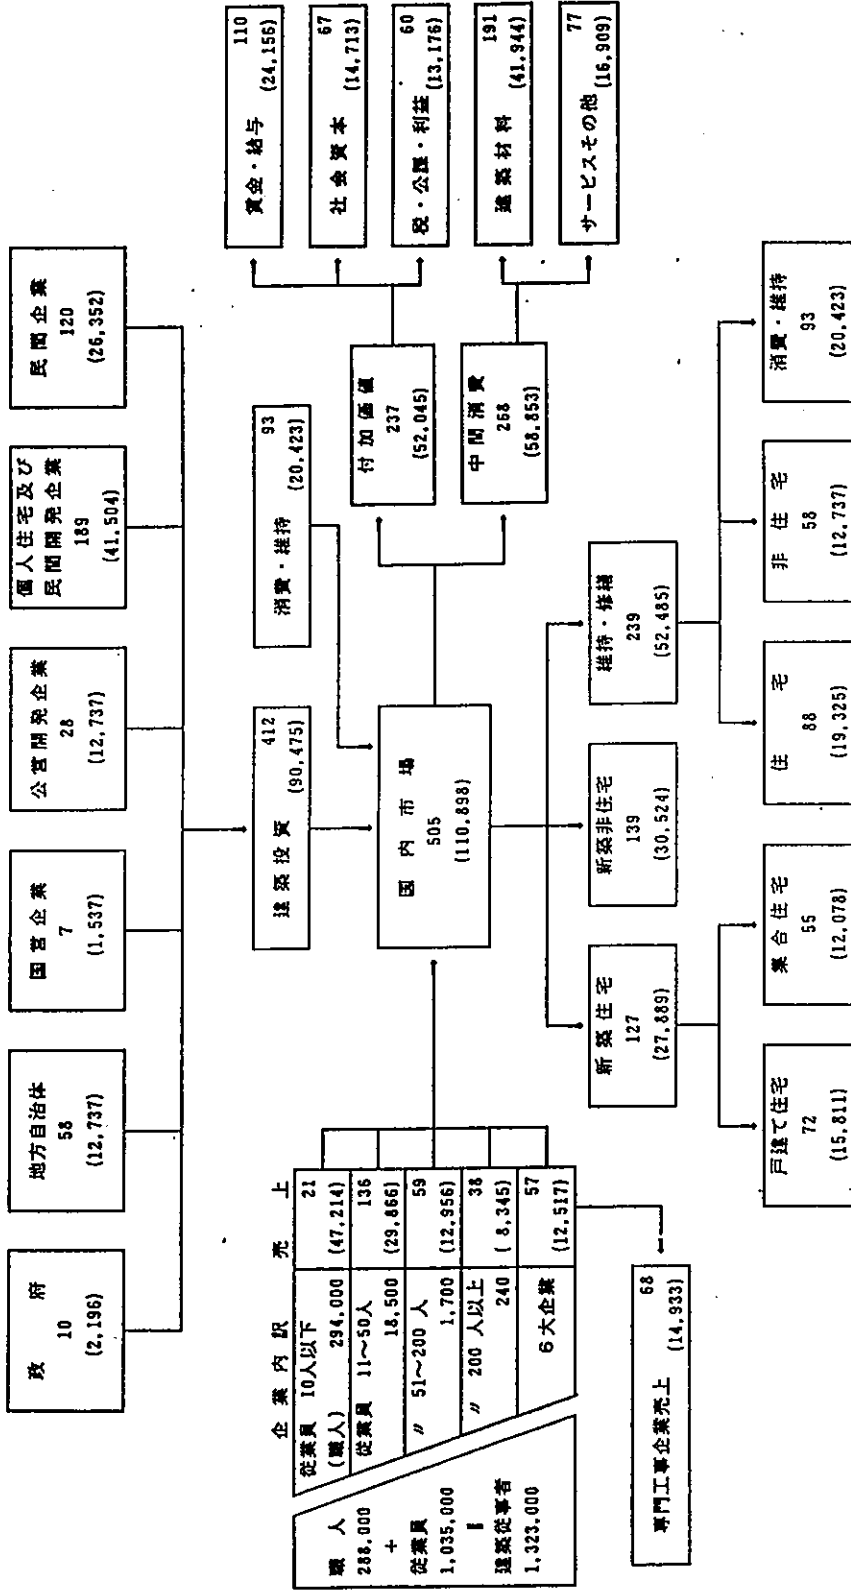 政 府
10
(2,196)
地方自治体
58
(12,737)
国営企業
7
(1,537)
公営開発企業
28
(12,737)
個人住宅及び
民間開発企業
189
(41,504)
民間企業
120
(26,352)
建築投資
412
(90,475)
消費・維持
93
(20,423)
企業内訳 売上
従業員 10人以下 21
(職人) 294,000 (47,214)
従業員 11〜50人 136
18,500 (29,866)
〃 51〜200 人 59
1,700 (12,956)
〃 200 人以上 38
240 ( 8,345)
6大企業 57
(12,517)
職 人
288,000
+
従業員
1,035,000
‖
建築従事者
1,323,000
専門工事企業売上
68
(14,933)
国 内 市 場
505
(110,898)
付加価値
237
(52,045)
中間消費
268
(58,853)
賃金・給与
110
(24,156)
社会資本
67
(14,713)
税・公課・利益
60
(13,176)
建築材料
191
(41,944)
サービスその他
77
(16,909)
新築住宅
127
(27,889)
新築非住宅
139
(30,524)
維持・修繕
239
(52,485)
戸建て住宅
72
(15,811)
集合住宅
55
(12,078)
住 宅
88
(19,325)
非 住 宅
58
(12,737)
消費・維持
93
(20,423)